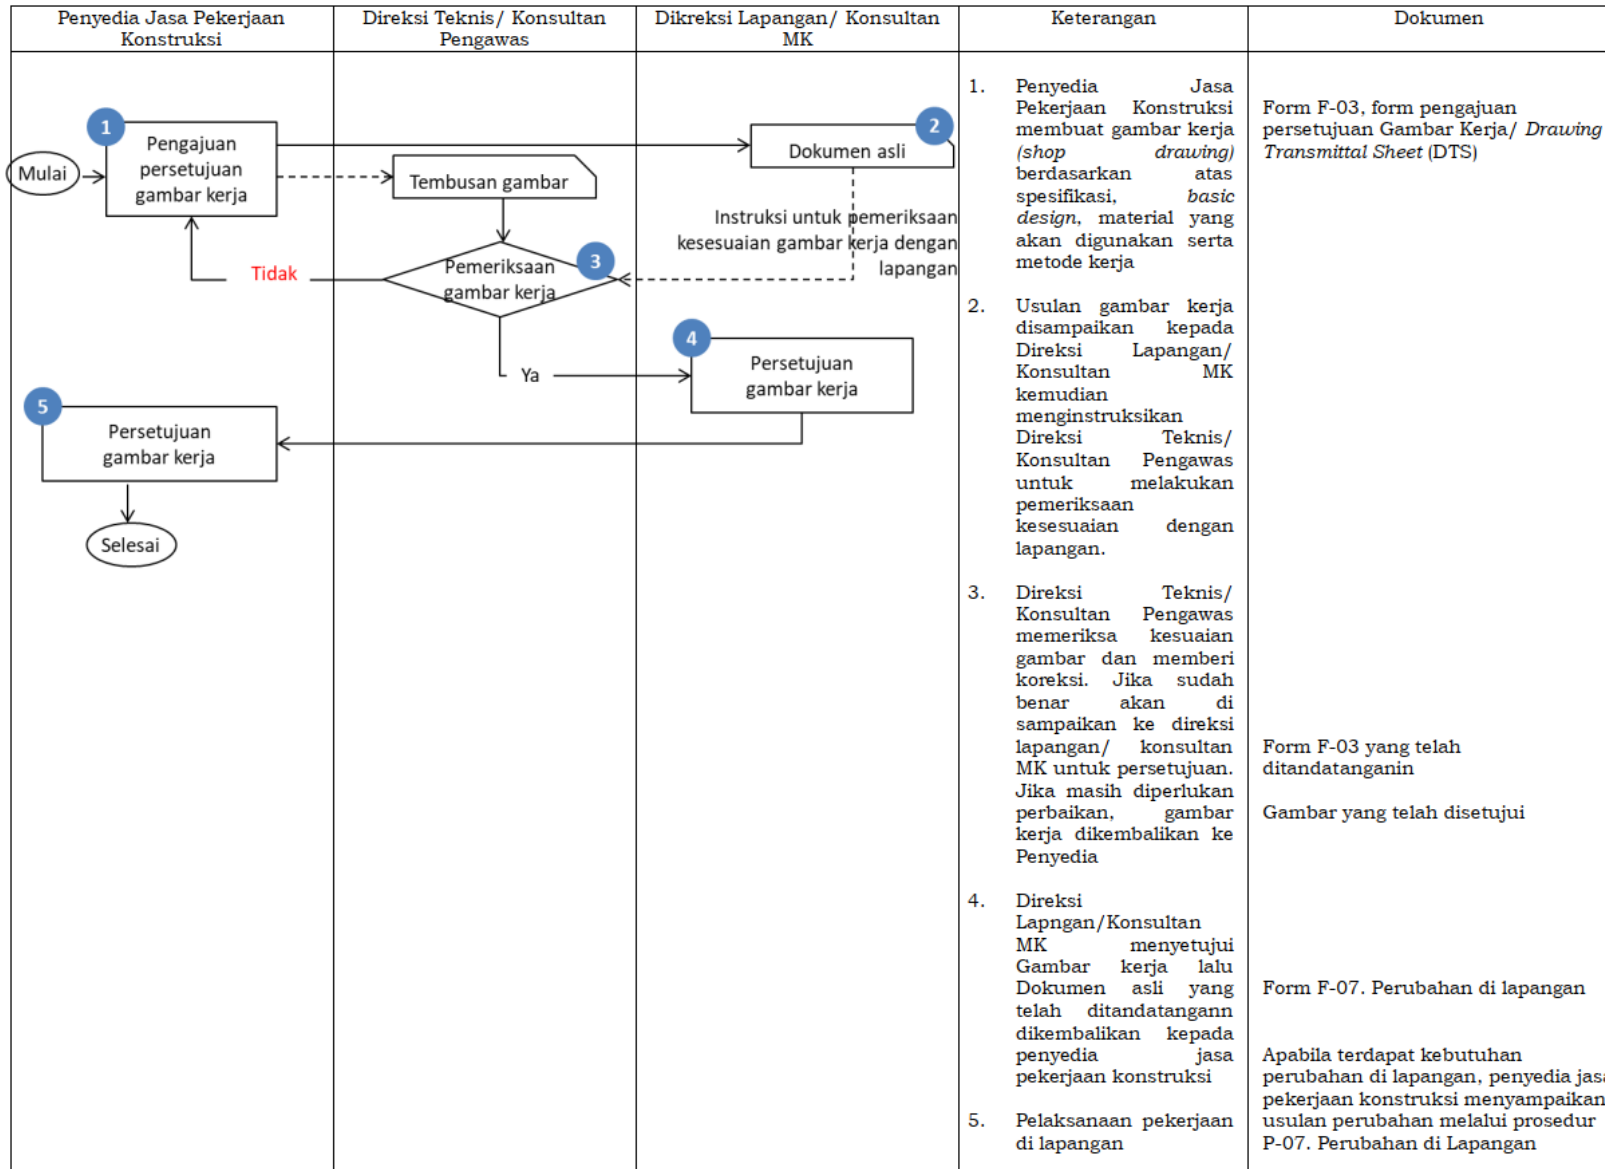 Penyedia Jasa Pekerjaan
Konstruksi
Direksi Teknis/ Konsultan
Pengawas
Dikreksi Lapangan/ Konsultan
MK
Keterangan
Dokumen
Mulai
1
Pengajuan
persetujuan
gambar kerja
Tembusan gambar
2
Dokumen asli
Instruksi untuk pemeriksaan
kesesuaian gambar kerja dengan
lapangan
Tidak
3
Pemeriksaan
gambar kerja
Ya
4
Persetujuan
gambar kerja
5
Persetujuan
gambar kerja
Selesai
1. Penyedia Jasa
Pekerjaan Konstruksi
membuat gambar kerja
(shop drawing)
berdasarkan atas
spesifikasi, basic
design, material yang
akan digunakan serta
metode kerja
2. Usulan gambar kerja
disampaikan kepada
Direksi Lapangan/
Konsultan MK
kemudian
menginstruksikan
Direksi Teknis/
Konsultan Pengawas
untuk melakukan
pemeriksaan
kesesuaian dengan
lapangan.
3. Direksi Teknis/
Konsultan Pengawas
memeriksa kesuaian
gambar dan memberi
koreksi. Jika sudah
benar akan di
sampaikan ke direksi
lapangan/ konsultan
MK untuk persetujuan.
Jika masih diperlukan
perbaikan, gambar
kerja dikembalikan ke
Penyedia
4. Direksi
Lapngan/Konsultan
MK menyetujui
Gambar kerja lalu
Dokumen asli yang
telah ditandatangann
dikembalikan kepada
penyedia jasa
pekerjaan konstruksi
5. Pelaksanaan pekerjaan
di lapangan
Form F-03, form pengajuan
persetujuan Gambar Kerja/ Drawing
Transmittal Sheet (DTS)
Form F-03 yang telah
ditandatanganin
Gambar yang telah disetujui
Form F-07. Perubahan di lapangan
Apabila terdapat kebutuhan
perubahan di lapangan, penyedia jasa
pekerjaan konstruksi menyampaikan
usulan perubahan melalui prosedur
P-07. Perubahan di Lapangan